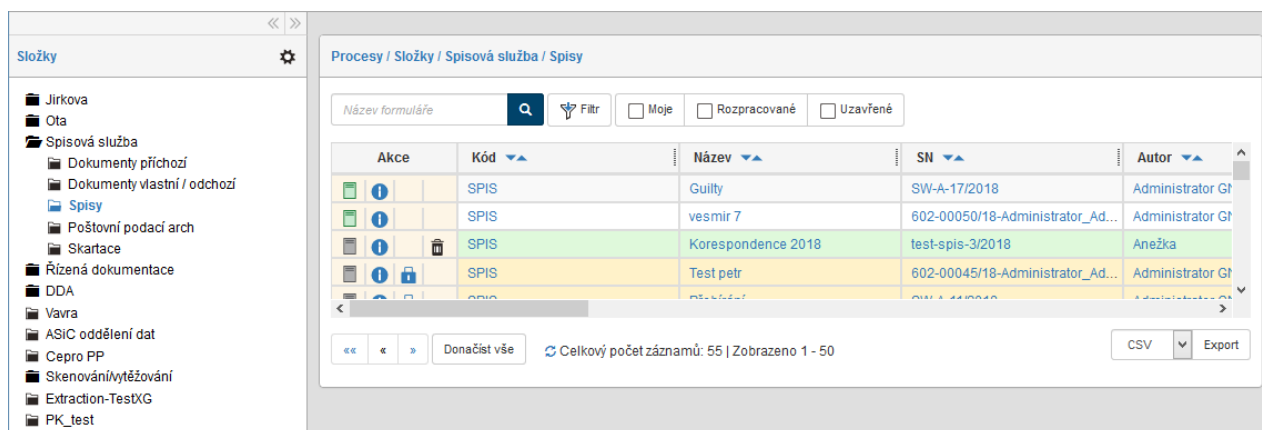 Složky
Jirkova
Ota
Spisová služba
Dokumenty příchozí
Dokumenty vlastní / odchozí
Spisy
Poštovní podací arch
Skartace
Řízená dokumentace
DDA
Vavra
ASiC oddělení dat
Cepro PP
Skenování/vytěžování
Extraction-TestXG
PK_test
Procesy / Složky / Spisová služba / Spisy
Název formuláře Filtr Moje Rozpracované Uzavřené
Akce Kód Název SN Autor
SPIS Guilty SW-A-17/2018 Administrator GN
SPIS vesmir 7 602-00050/18-Administrator_Ad... Administrator GN
SPIS Korespondence 2018 test-spis-3/2018 Anežka
SPIS Test petr 602-00045/18-Administrator_Ad... Administrator GN
«« « » Donačíst vše Celkový počet záznamů: 55 | Zobrazeno 1 - 50 CSV Export